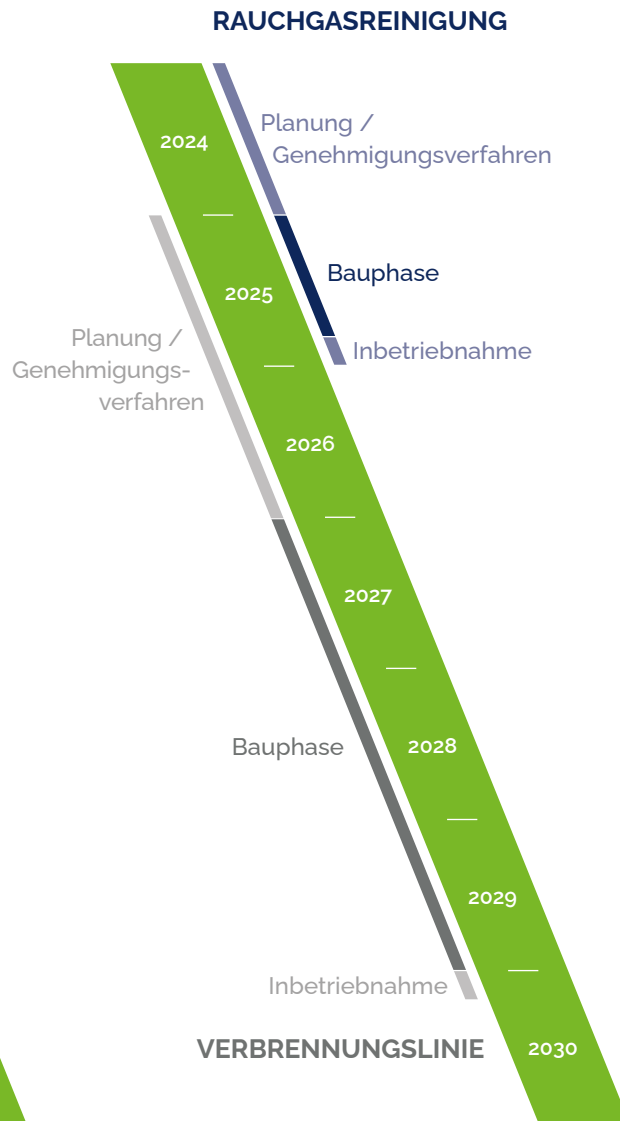 RAUCHGASREINIGUNG
Planung /
Genehmigungsverfahren
2024
Bauphase
2025
Planung /
Genehmigungs-
verfahren
Inbetriebnahme
2026
2027
Bauphase
2028
2029
Inbetriebnahme
VERBRENNUNGSLINIE
2030